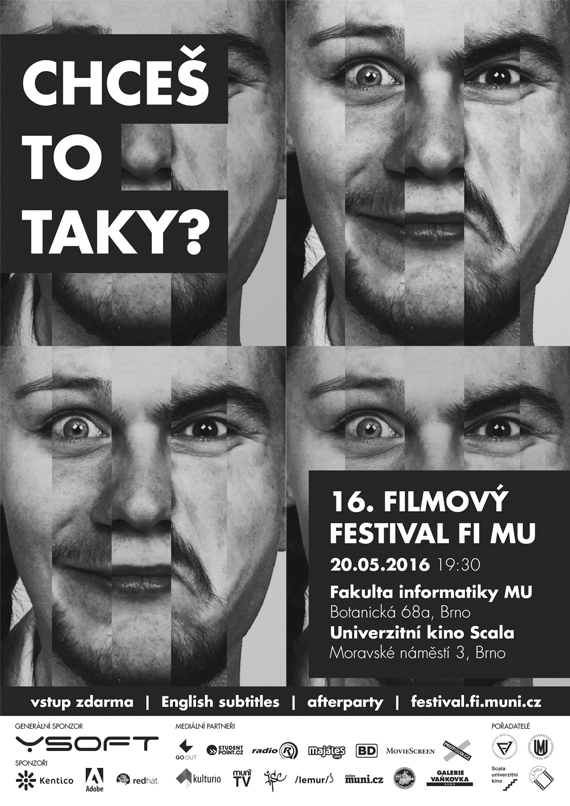 CHCEŠ
TO
TAKY?
16. FILMOVÝ
FESTIVAL FI MU
20.05.2016 19:30
Fakulta informatiky MU
Botanická 68a, Brno
Univerzitní kino Scala
Moravské náměstí 3, Brno
vstup zdarma | English subtitles | afterparty | festival.fi.muni.cz
GENERÁLNÍ SPONZOR
YSOFT
SPONZOŘI
Kentico
Adobe
redhat
MEDIÁLNÍ PARTNEŘI
GOOUT
STUDENT
POINT.CZ
radio R
majáles
BD
MOVIESCREEN
kulturio
muni
TV
/lemur/
muni.cz
GALERIE
VAŇKOVKA
POŘADATELÉ
Scala
univerzitní
kino